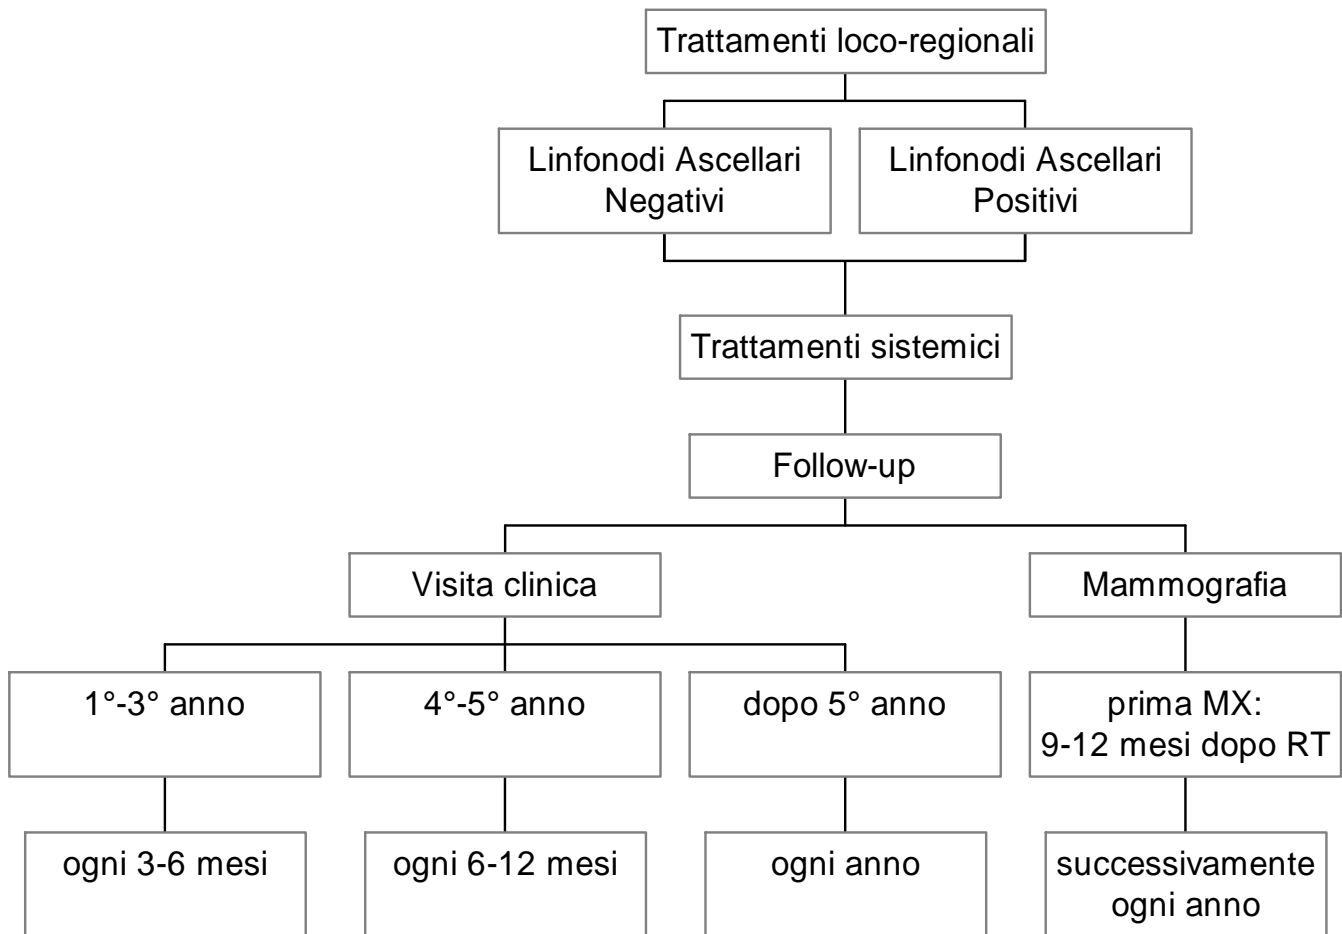 Trattamenti loco-regionali
Linfonodi Ascellari
Negativi
Linfonodi Ascellari
Positivi
Trattamenti sistemici
Follow-up
Visita clinica
Mammografia
1°-3° anno
4°-5° anno
dopo 5° anno
prima MX:
9-12 mesi dopo RT
ogni 3-6 mesi
ogni 6-12 mesi
ogni anno
successivamente
ogni anno